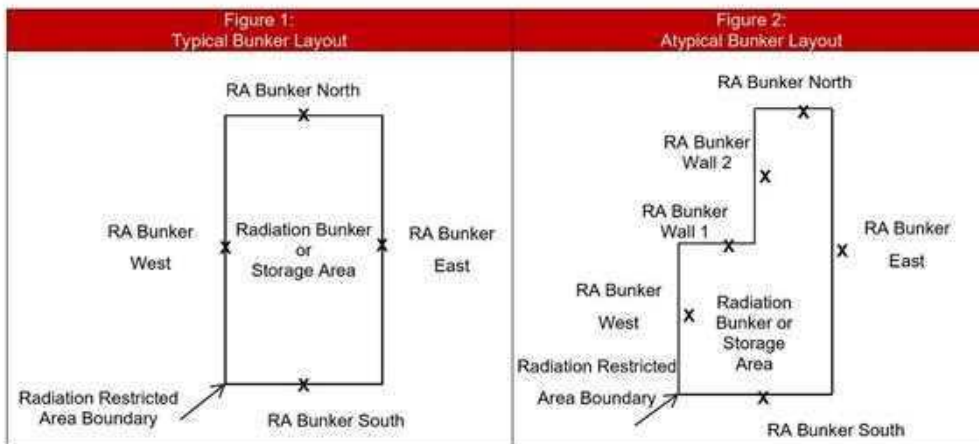 Figure 1:
Typical Bunker Layout
RA Bunker North
X
RA Bunker
West
X
Radiation Bunker
or
Storage Area
X
RA Bunker
East
Radiation Restricted
Area Boundary
X
RA Bunker South
Figure 2:
Atypical Bunker Layout
RA Bunker North
X
RA Bunker
Wall 2
X
RA Bunker
Wall 1
X
RA Bunker
East
X
RA Bunker
West
X
Radiation
Bunker or
Storage
Area
Radiation Restricted
Area Boundary
X
RA Bunker South